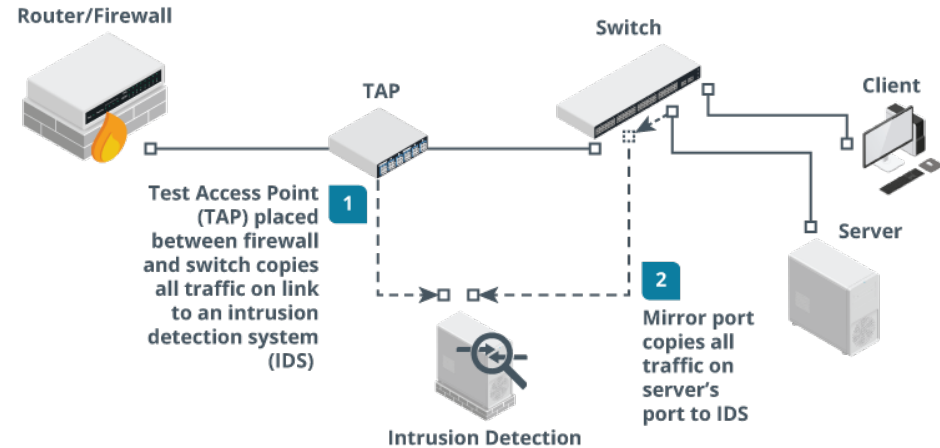 Router/Firewall
Switch
TAP
Client
Test Access Point
(TAP) placed
between firewall
and switch copies
all traffic on link
to an intrusion
detection system
(IDS)
1
Server
2
Mirror port
copies all
traffic on
server's
port to IDS
Intrusion Detection